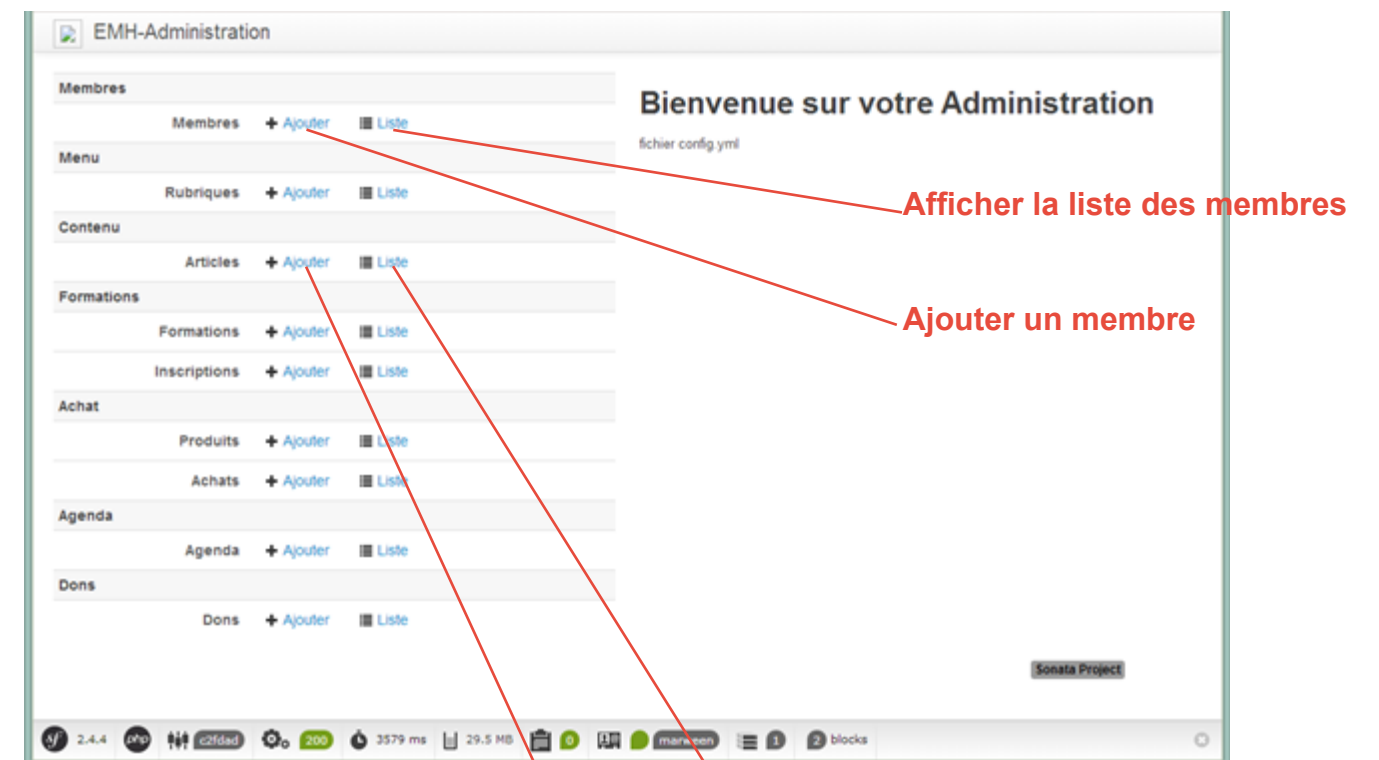 EMH-Administration
Membres
Membres Ajouter Liste
Menu
Rubriques Ajouter Liste
Contenu
Articles Ajouter Liste
Formations
Formations Ajouter Liste
Inscriptions Ajouter Liste
Achat
Produits Ajouter Liste
Achats Ajouter Liste
Agenda
Agenda Ajouter Liste
Dons
Dons Ajouter Liste
Bienvenue sur votre Administration
fichier config.yml
Afficher la liste des membres
Ajouter un membre
Sonata Project
sf 2.4.4 php c2fdad 200 3579 ms 29.5 MB 0 marween 1 2 blocks